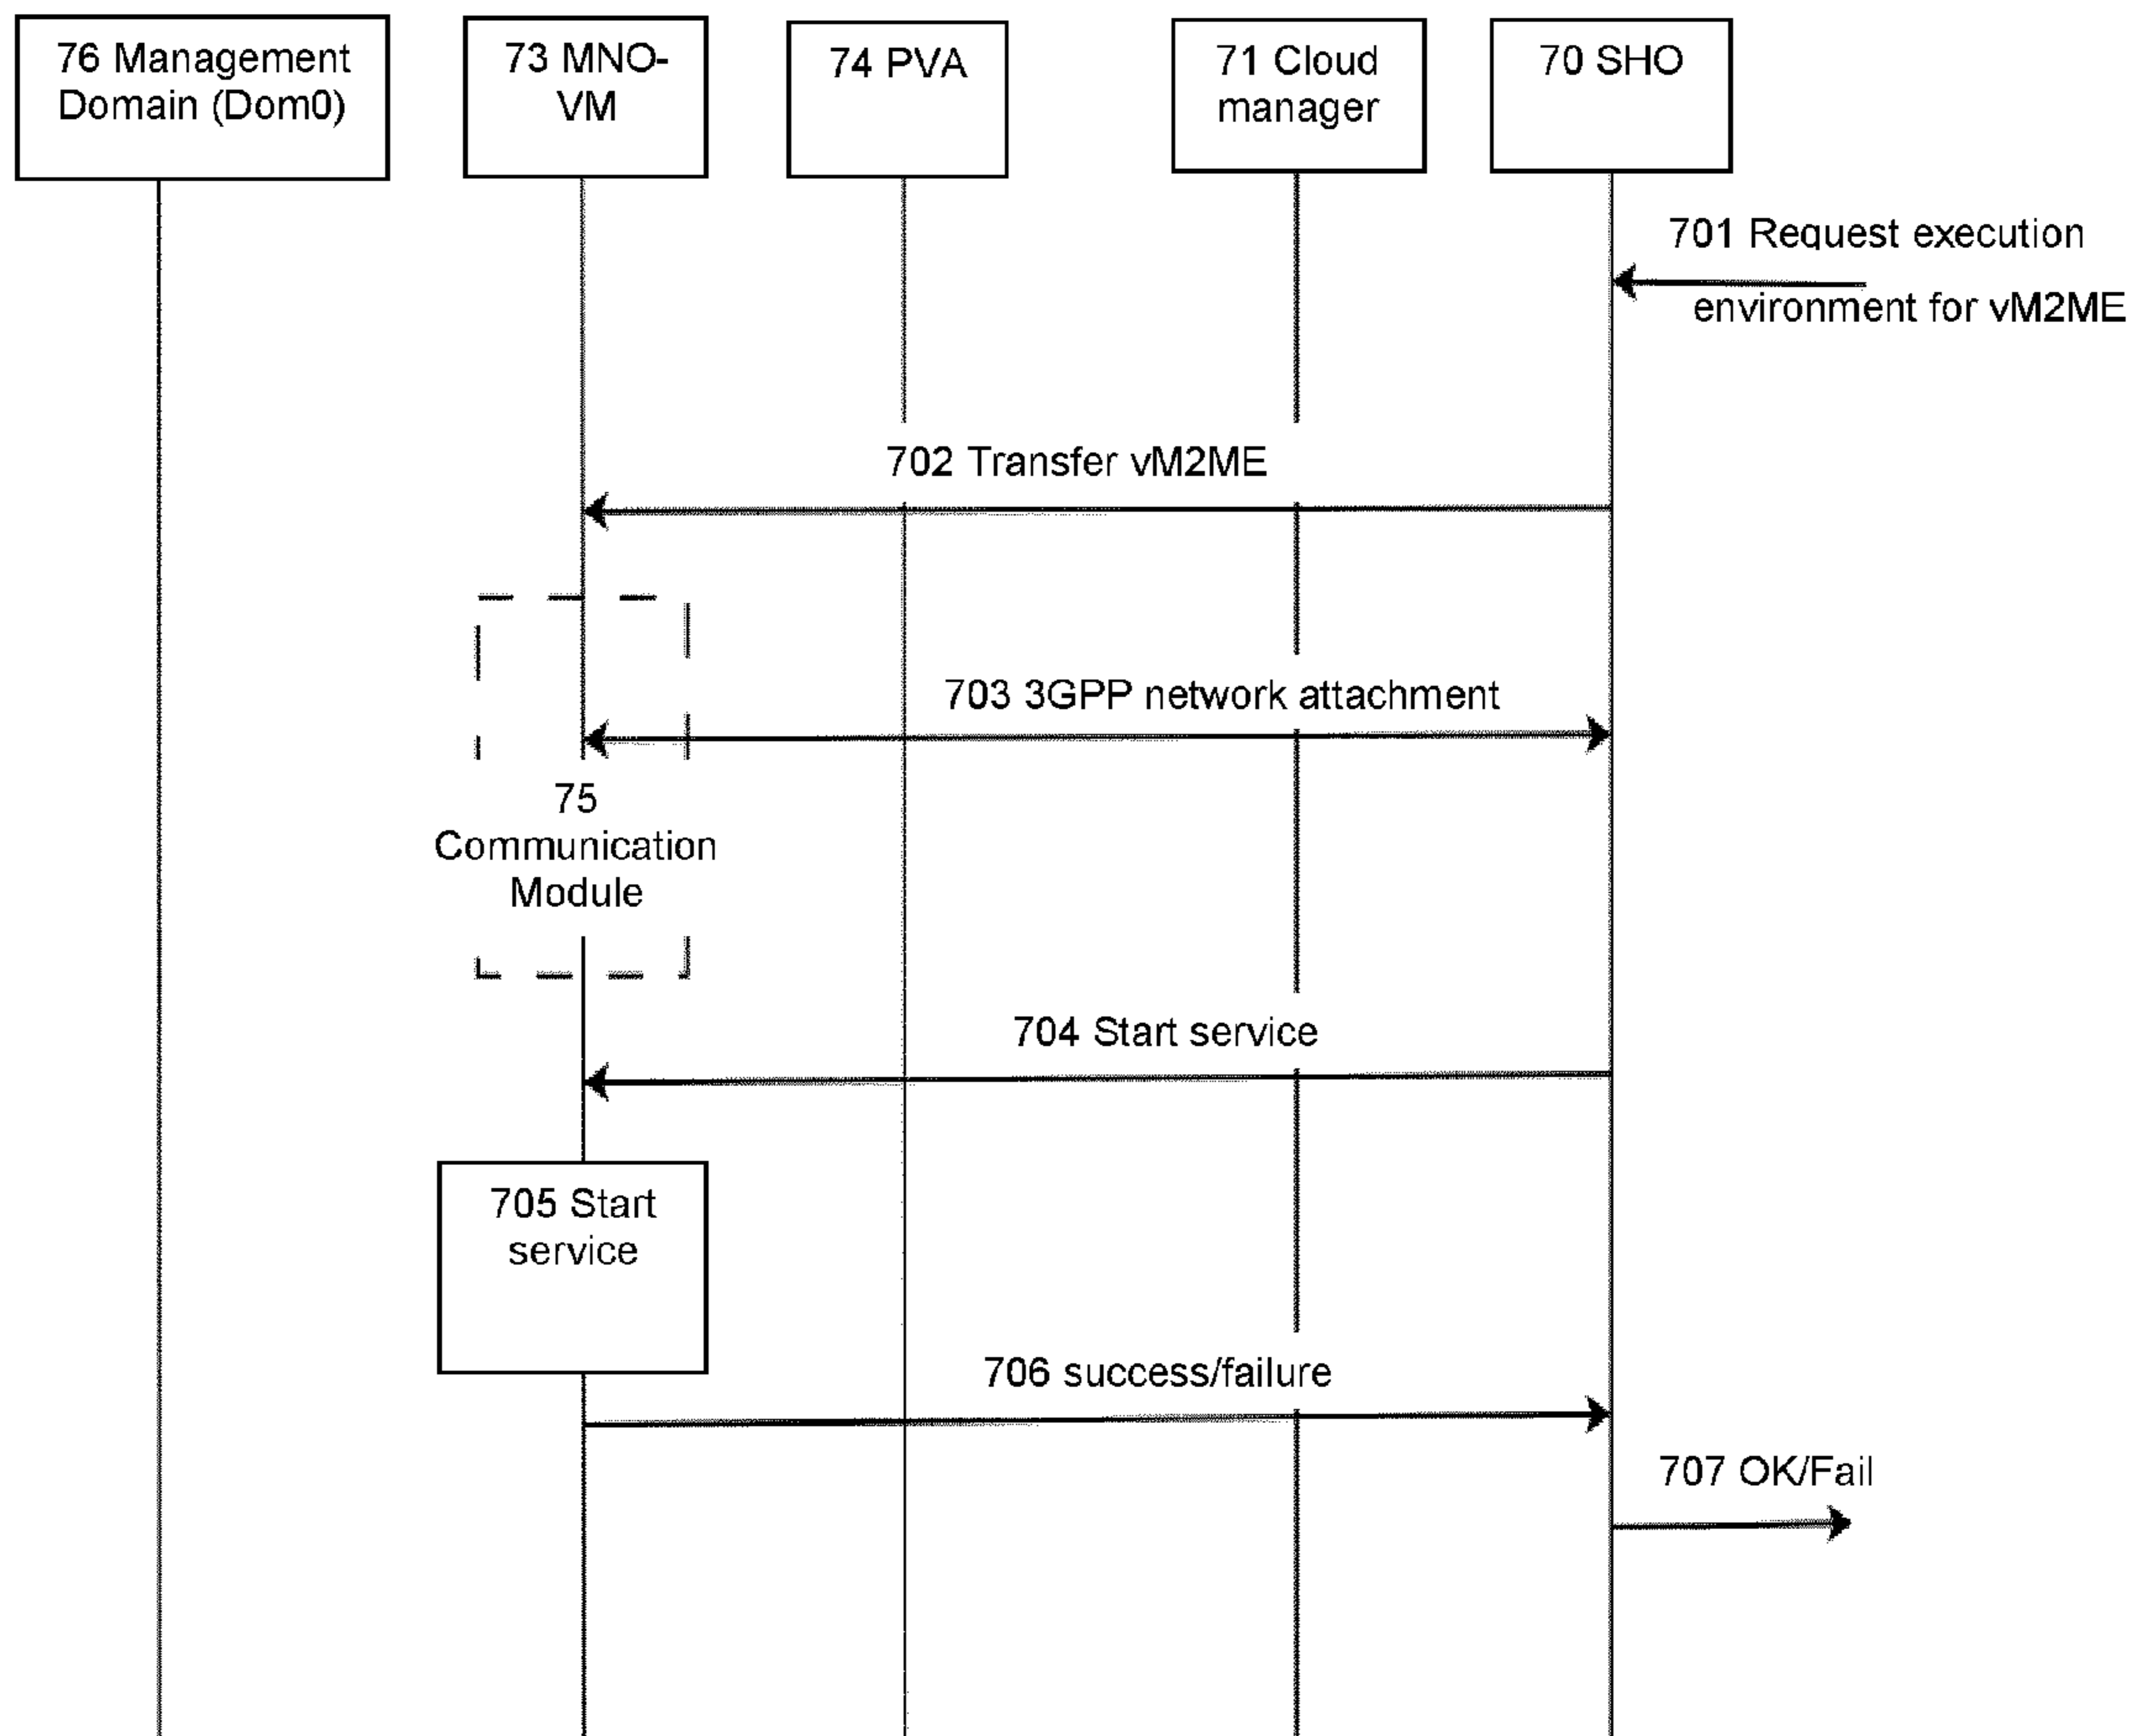 76 Management
Domain (Dom0)
73 MNO-
VM
74 PVA
71 Cloud
manager
70 SHO
701 Request execution
environment for vM2ME
702 Transfer vM2ME
703 3GPP network attachment
75
Communication
Module
704 Start service
705 Start
service
706 success/failure
707 OK/Fail